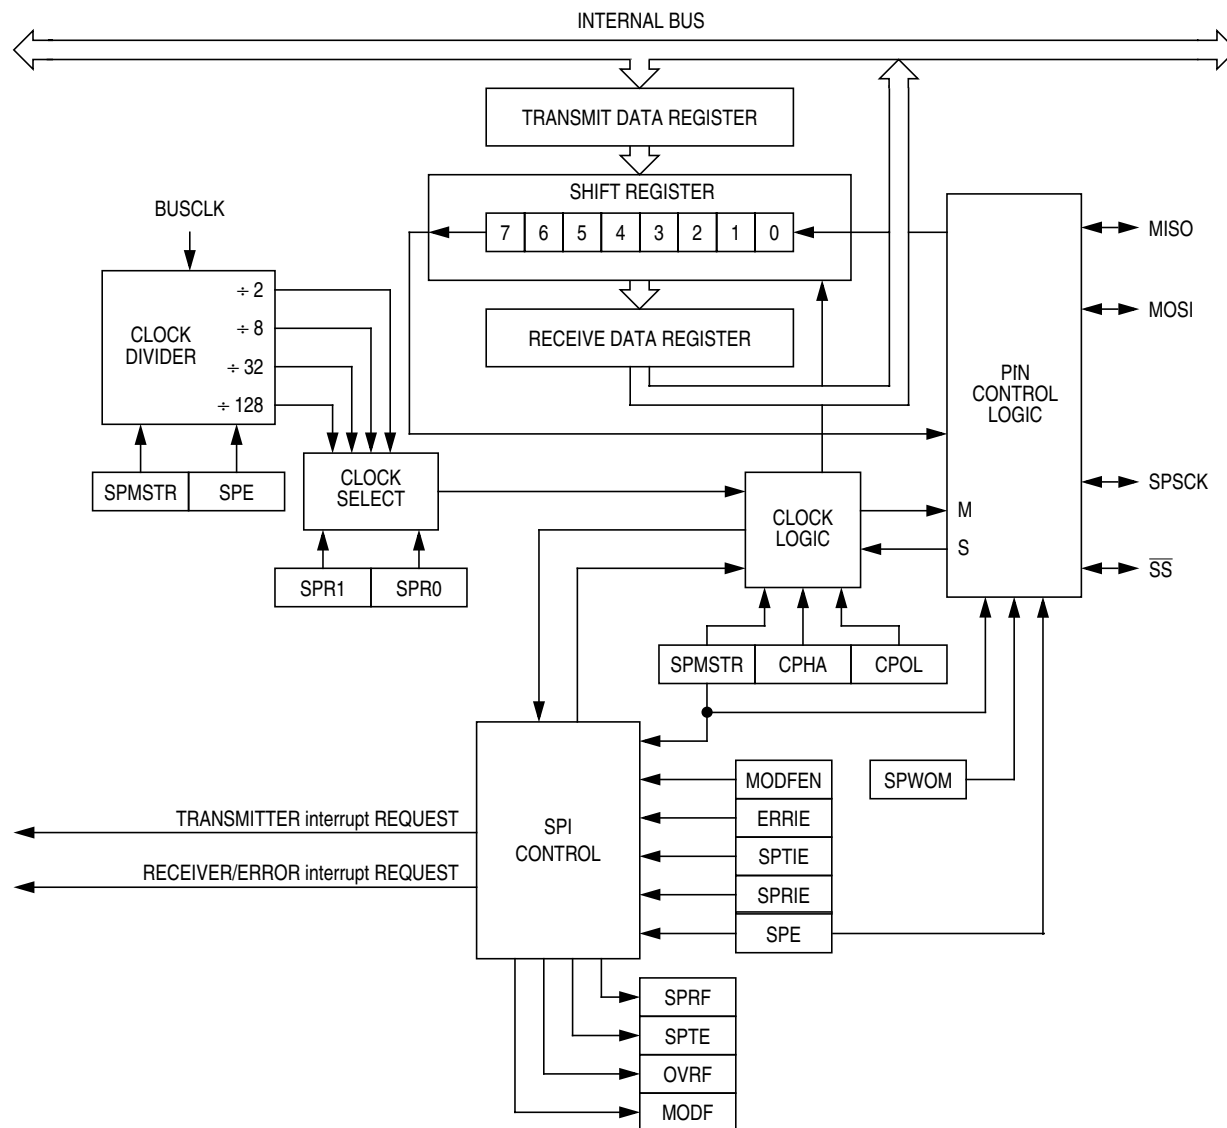 INTERNAL BUS
TRANSMIT DATA REGISTER
SHIFT REGISTER
7 6 5 4 3 2 1 0
RECEIVE DATA REGISTER
BUSCLK
CLOCK
DIVIDER
÷ 2
÷ 8
÷ 32
÷ 128
SPMSTR SPE
CLOCK
SELECT
SPR1 SPR0
PIN
CONTROL
LOGIC
M
S
MISO
MOSI
SPSCK
SS
CLOCK
LOGIC
SPMSTR CPHA CPOL
SPI
CONTROL
TRANSMITTER interrupt REQUEST
RECEIVER/ERROR interrupt REQUEST
MODFEN
ERRIE
SPTIE
SPRIE
SPE
SPWOM
SPRF
SPTE
OVRF
MODF